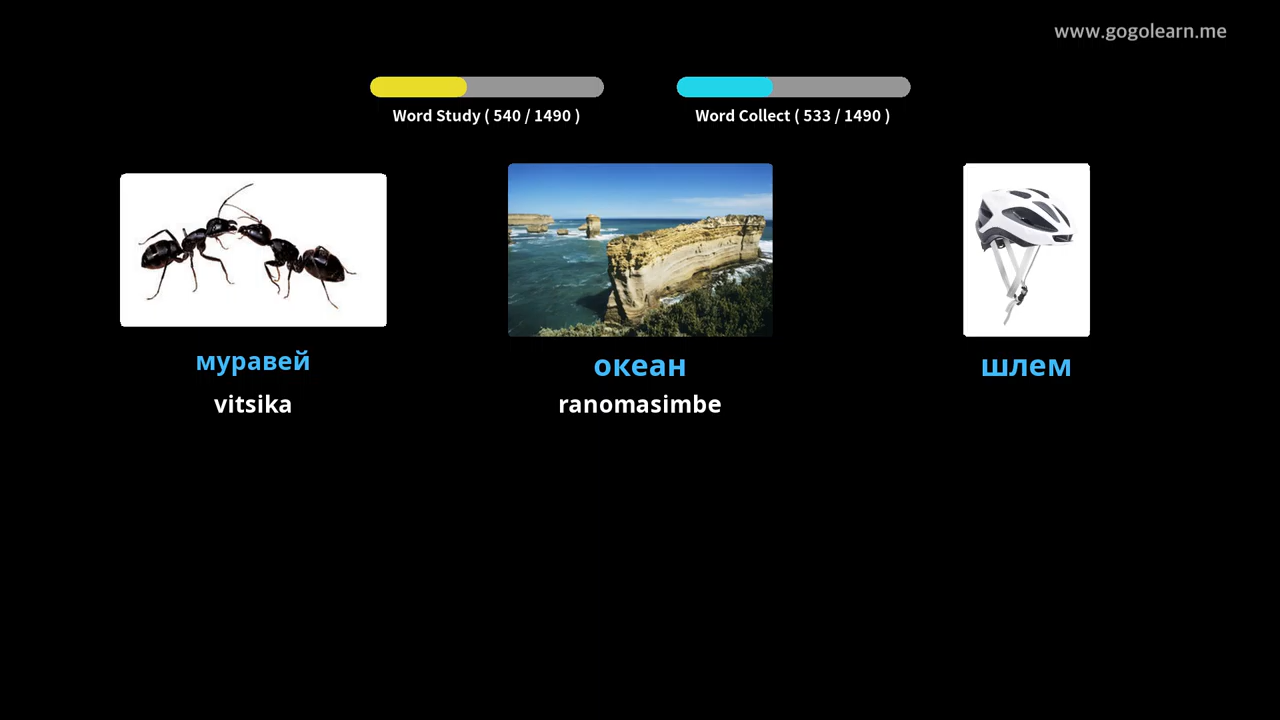 www.gogolearn.me
Word Study ( 540 / 1490 )
Word Collect ( 533 / 1490 )
муравей
vitsika
океан
ranomasimbe
шлем